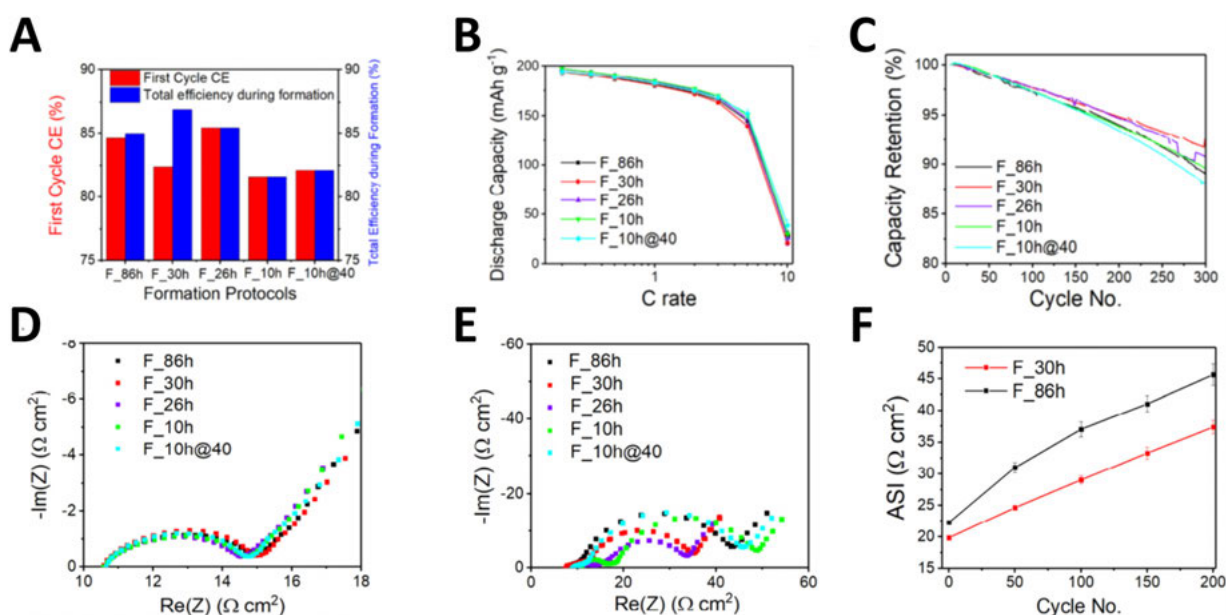 A
First Cycle CE (%)
90
85
80
75
First Cycle CE
Total efficiency during formation
90
85
80
75
Total Efficiency during Formation (%)
F_86h F_30h F_26h F_10h F_10h@40
Formation Protocols
B
Discharge Capacity (mAh g⁻¹)
200
150
100
50
0
F_86h
F_30h
F_26h
F_10h
F_10h@40
1 10
C rate
C
Capacity Retention (%)
100
95
90
85
80
F_86h
F_30h
F_26h
F_10h
F_10h@40
0 50 100 150 200 250 300
Cycle No.
D
-Im(Z) (Ω cm²)
-8
-6
-4
-2
0
F_86h
F_30h
F_26h
F_10h
F_10h@40
10 12 14 16 18
Re(Z) (Ω cm²)
E
-Im(Z) (Ω cm²)
-60
-40
-20
0
F_86h
F_30h
F_26h
F_10h
F_10h@40
0 20 40 60
Re(Z) (Ω cm²)
F
ASI (Ω cm²)
50
45
40
35
30
25
20
15
F_30h
F_86h
0 50 100 150 200
Cycle No.